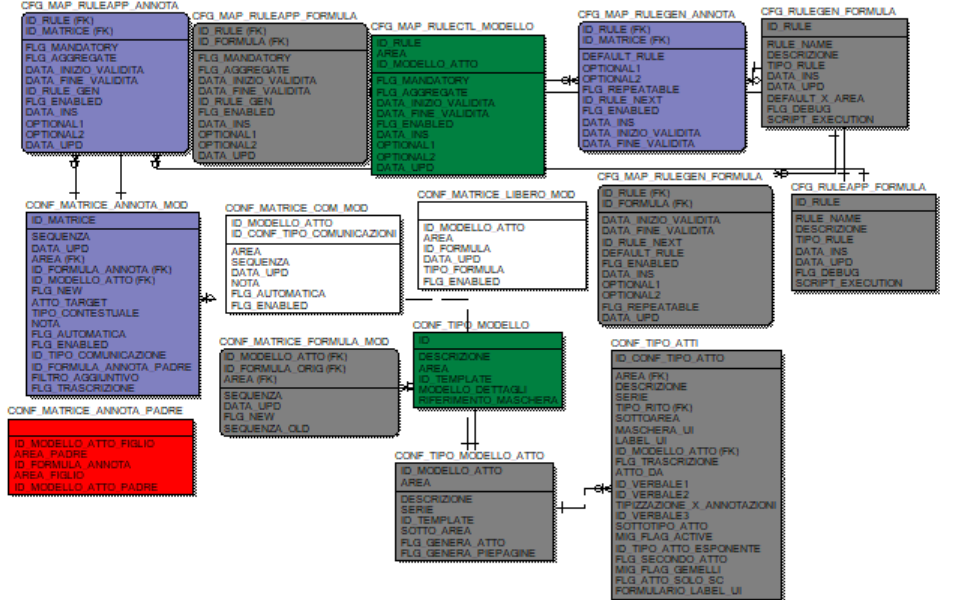 CFG_MAP_RULEAPP_ANNOTA
ID_RULE (FK)
ID_MATRICE (FK)
FLG_MANDATORY
FLG_AGGREGATE
DATA_INIZIO_VALIDITA
DATA_FINE_VALIDITA
ID_RULE_GEN
FLG_ENABLED
DATA_INS
OPTIONAL1
OPTIONAL2
DATA_UPD
CFG_MAP_RULEAPP_FORMULA
ID_RULE (FK)
ID_FORMULA (FK)
FLG_MANDATORY
FLG_AGGREGATE
DATA_INIZIO_VALIDITA
DATA_FINE_VALIDITA
ID_RULE_GEN
FLG_ENABLED
DATA_INS
OPTIONAL1
OPTIONAL2
DATA_UPD
CFG_MAP_RULECTL_MODELLO
ID_RULE
AREA
ID_MODELLO_ATTO
FLG_MANDATORY
FLG_AGGREGATE
DATA_INIZIO_VALIDITA
DATA_FINE_VALIDITA
FLG_ENABLED
DATA_INS
OPTIONAL1
OPTIONAL2
DATA_UPD
CFG_MAP_RULEGEN_ANNOTA
ID_RULE (FK)
ID_MATRICE (FK)
DEFAULT_RULE
OPTIONAL1
OPTIONAL2
FLG_REPEATABLE
ID_RULE_NEXT
FLG_ENABLED
DATA_INS
DATA_INIZIO_VALIDITA
DATA_FINE_VALIDITA
CFG_RULEGEN_FORMULA
ID_RULE
RULE_NAME
DESCRIZIONE
TIPO_RULE
DATA_INS
DATA_UPD
DEFAULT_X_AREA
FLG_DEBUG
SCRIPT_EXECUTION
CONF_MATRICE_ANNOTA_MOD
ID_MATRICE
SEQUENZA
DATA_UPD
AREA (FK)
ID_FORMULA_ANNOTA (FK)
ID_MODELLO_ATTO (FK)
FLG_NEW
ATTO_TARGET
TIPO_CONTESTUALE
NOTA
FLG_AUTOMATICA
FLG_ENABLED
ID_TIPO_COMUNICAZIONE
ID_FORMULA_ANNOTA_PADRE
FILTRO_AGGIUNTIVO
FLG_TRASCRIZIONE
CONF_MATRICE_COM_MOD
ID_MODELLO_ATTO
ID_CONF_TIPO_COMUNICAZIONI
AREA
SEQUENZA
DATA_UPD
NOTA
FLG_AUTOMATICA
FLG_ENABLED
CONF_MATRICE_LIBERO_MOD
ID_MODELLO_ATTO
AREA
ID_FORMULA
DATA_UPD
TIPO_FORMULA
FLG_ENABLED
CFG_MAP_RULEGEN_FORMULA
ID_RULE (FK)
ID_FORMULA (FK)
DATA_INIZIO_VALIDITA
DATA_FINE_VALIDITA
ID_RULE_NEXT
DEFAULT_RULE
FLG_ENABLED
DATA_INS
OPTIONAL1
OPTIONAL2
FLG_REPEATABLE
DATA_UPD
CFG_RULEAPP_FORMULA
ID_RULE
RULE_NAME
DESCRIZIONE
TIPO_RULE
DATA_INS
DATA_UPD
FLG_DEBUG
SCRIPT_EXECUTION
CONF_MATRICE_FORMULA_MOD
ID_MODELLO_ATTO (FK)
ID_FORMULA_ORIG (FK)
AREA (FK)
SEQUENZA
DATA_UPD
FLG_NEW
SEQUENZA_OLD
CONF_TIPO_MODELLO
ID
DESCRIZIONE
AREA
ID_TEMPLATE
MODELLO_DETTAGLI
RIFERIMENTO_MASCHERA
CONF_TIPO_ATTI
ID_CONF_TIPO_ATTO
AREA (FK)
DESCRIZIONE
SERIE
TIPO_RITO (FK)
SOTTOAREA
MASCHERA_UI
LABEL_UI
ID_MODELLO_ATTO (FK)
FLG_TRASCRIZIONE
ATTO_DA
ID_VERBALE1
ID_VERBALE2
TIPIZZAZIONE_X_ANNOTAZIONI
ID_VERBALE3
SOTTOTIPO_ATTO
MIG_FLAG_ACTIVE
ID_TIPO_ATTO_ESPONENTE
FLG_SECONDO_ATTO
MIG_FLAG_GEMELLI
FLG_ATTO_SOLO_SC
FORMULARIO_LABEL_UI
CONF_MATRICE_ANNOTA_PADRE
ID_MODELLO_ATTO_FIGLIO
AREA_PADRE
ID_FORMULA_ANNOTA
AREA_FIGLIO
ID_MODELLO_ATTO_PADRE
CONF_TIPO_MODELLO_ATTO
ID_MODELLO_ATTO
AREA
DESCRIZIONE
SERIE
ID_TEMPLATE
SOTTO_AREA
FLG_GENERA_ATTO
FLG_GENERA_PIEPAGINE